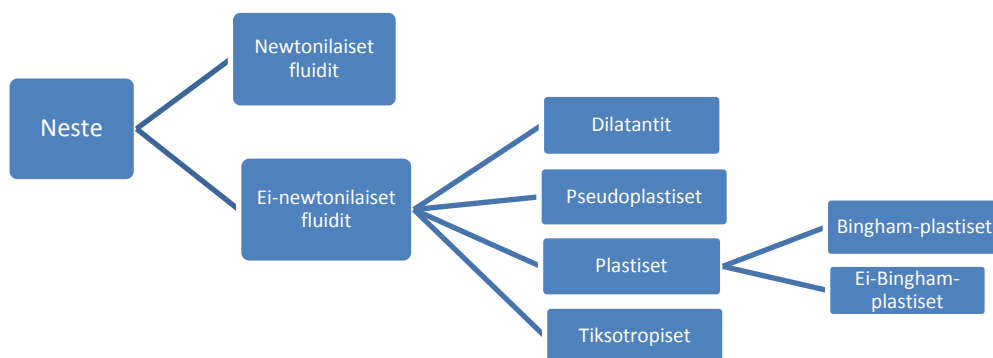 Neste
Newtonilaiset
fluidit
Ei-newtonilaiset
fluidit
Dilatantit
Pseudoplastiset
Plastiset
Tiksotropiset
Bingham-plastiset
Ei-Bingham-
plastiset